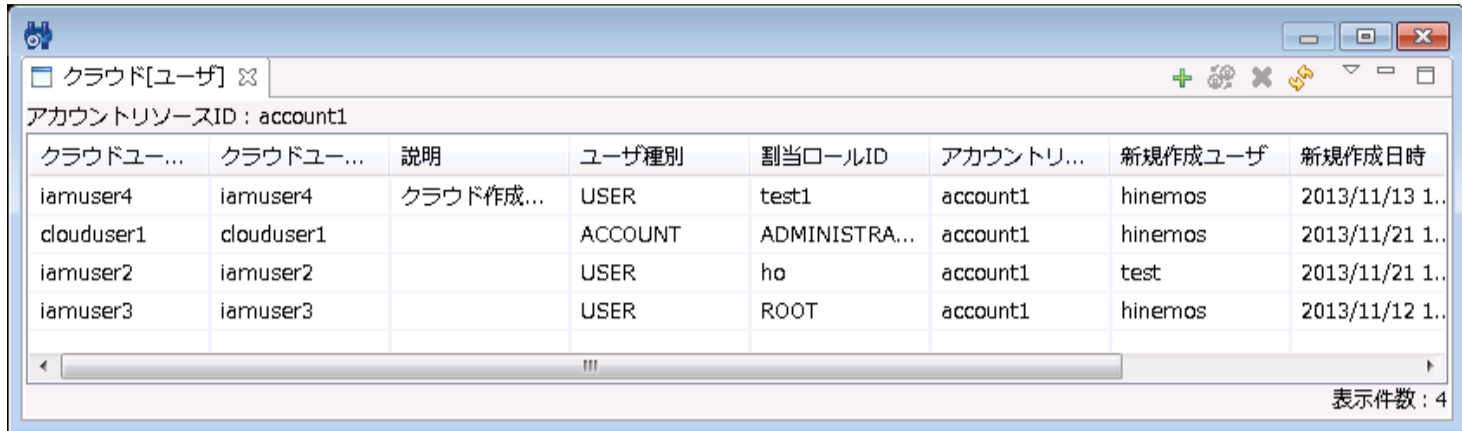 クラウド[ユーザ]
アカウントリソースID : account1
クラウドユー... クラウドユー... 説明 ユーザ種別 割当ロールID アカウントリ... 新規作成ユーザ 新規作成日時
iamuser4 iamuser4 クラウド作成... USER test1 account1 hinemos 2013/11/13 1..
clouduser1 clouduser1 ACCOUNT ADMINISTRA... account1 hinemos 2013/11/21 1..
iamuser2 iamuser2 USER ho account1 test 2013/11/21 1..
iamuser3 iamuser3 USER ROOT account1 hinemos 2013/11/12 1..
表示件数 : 4